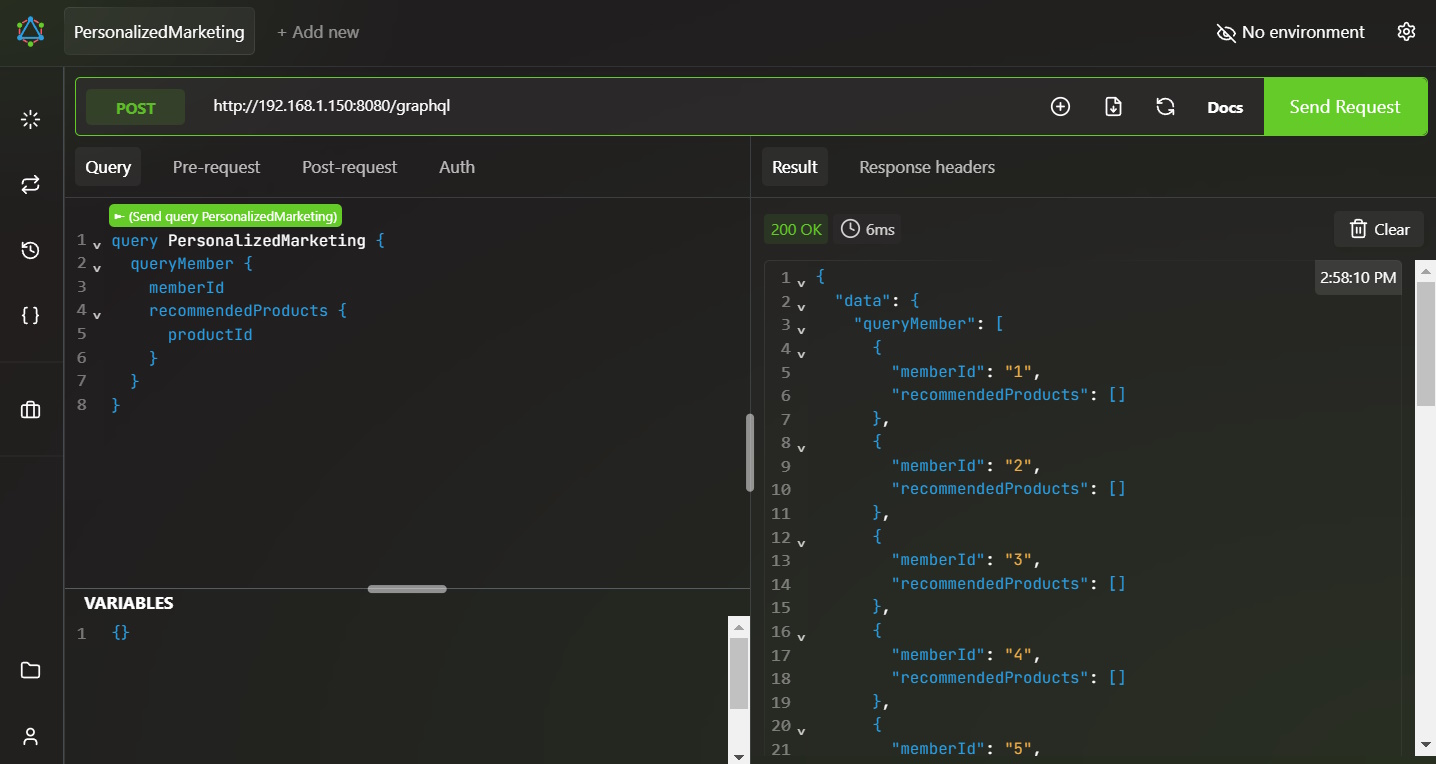 PersonalizedMarketing
+ Add new
No environment
POST
http://192.168.1.150:8080/graphql
Docs
Send Request
Query
Pre-request
Post-request
Auth
(Send query PersonalizedMarketing)
1 query PersonalizedMarketing {
2 queryMember {
3 memberId
4 recommendedProducts {
5 productId
6 }
7 }
8 }
VARIABLES
1 {}
Result
Response headers
200 OK
6ms
Clear
2:58:10 PM
1 {
2 "data": {
3 "queryMember": [
4 {
5 "memberId": "1",
6 "recommendedProducts": []
7 },
8 {
9 "memberId": "2",
10 "recommendedProducts": []
11 },
12 {
13 "memberId": "3",
14 "recommendedProducts": []
15 },
16 {
17 "memberId": "4",
18 "recommendedProducts": []
19 },
20 {
21 "memberId": "5",